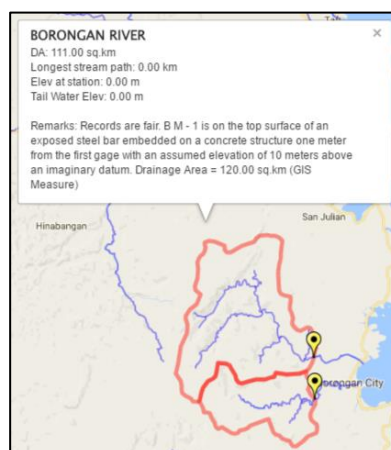 BORONGAN RIVER
DA: 111.00 sq.km
Longest stream path: 0.00 km
Elev at station: 0.00 m
Tail Water Elev: 0.00 m
Remarks: Records are fair. B M - 1 is on the top surface of an
exposed steel bar embedded on a concrete structure one meter
from the first gage with an assumed elevation of 10 meters above
an imaginary datum. Drainage Area = 120.00 sq.km (GIS
Measure)
San Julian
Hinabangan
Borongan City